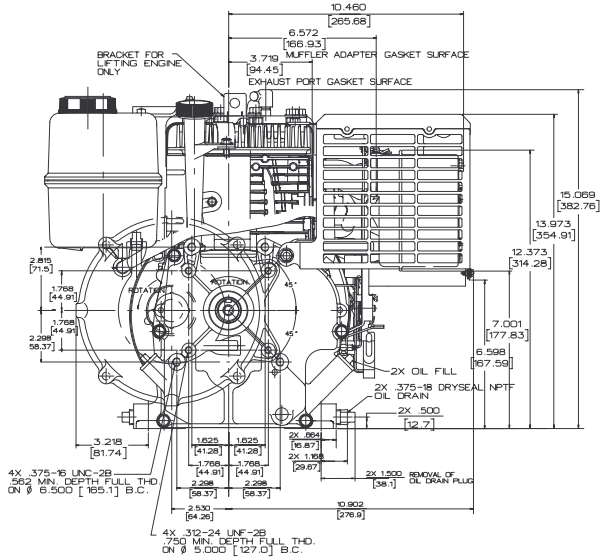 10.460
[265.68]
6.572
[166.93]
MUFFLER ADAPTER GASKET SURFACE
BRACKET FOR
LIFTING ENGINE
ONLY
3.719
[94.45]
EXHAUST PORT GASKET SURFACE
15.069
[382.76]
13.973
[354.91]
12.373
[314.28]
2.815
[71.5]
1.768
[44.91]
ROTATION
ROTATION
45°
45°
1.768
[44.91]
2.298
[58.37]
7.001
[177.83]
6.598
[167.59]
2X OIL FILL
2X .375-18 DRYSEAL NPTF
OIL DRAIN
2X .500
[12.7]
3.218
[81.74]
1.625
[41.28]
1.625
[41.28]
2X .664
[16.87]
1.768
[44.91]
1.768
[44.91]
2X 1.168
[29.67]
4X .375-16 UNC-2B
.562 MIN. DEPTH FULL THD.
ON Ø 6.500 [165.1] B.C.
2.298
[58.37]
2.298
[58.37]
2X 1.500
[38.1]
REMOVAL OF
OIL DRAIN PLUG
2.530
[64.26]
10.902
[276.9]
4X .312-24 UNF-2B
.750 MIN. DEPTH FULL THD.
ON Ø 5.000 [127.0] B.C.